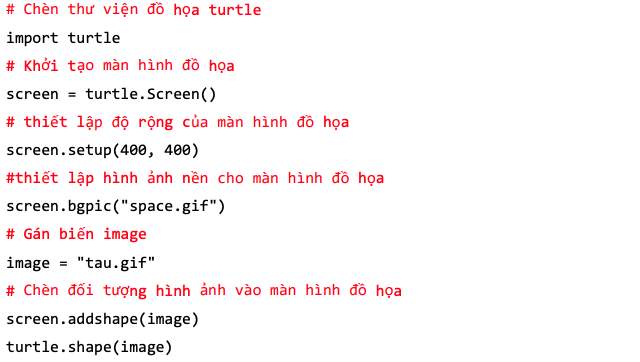 # Chèn thư viện đồ họa turtle
import turtle
# Khởi tạo màn hình đồ họa
screen = turtle.Screen()
# thiết lập độ rộng của màn hình đồ họa
screen.setup(400, 400)
#thiết lập hình ảnh nền cho màn hình đồ họa
screen.bgpic("space.gif")
# Gán biến image
image = "tau.gif"
# Chèn đối tượng hình ảnh vào màn hình đồ họa
screen.addshape(image)
turtle.shape(image)